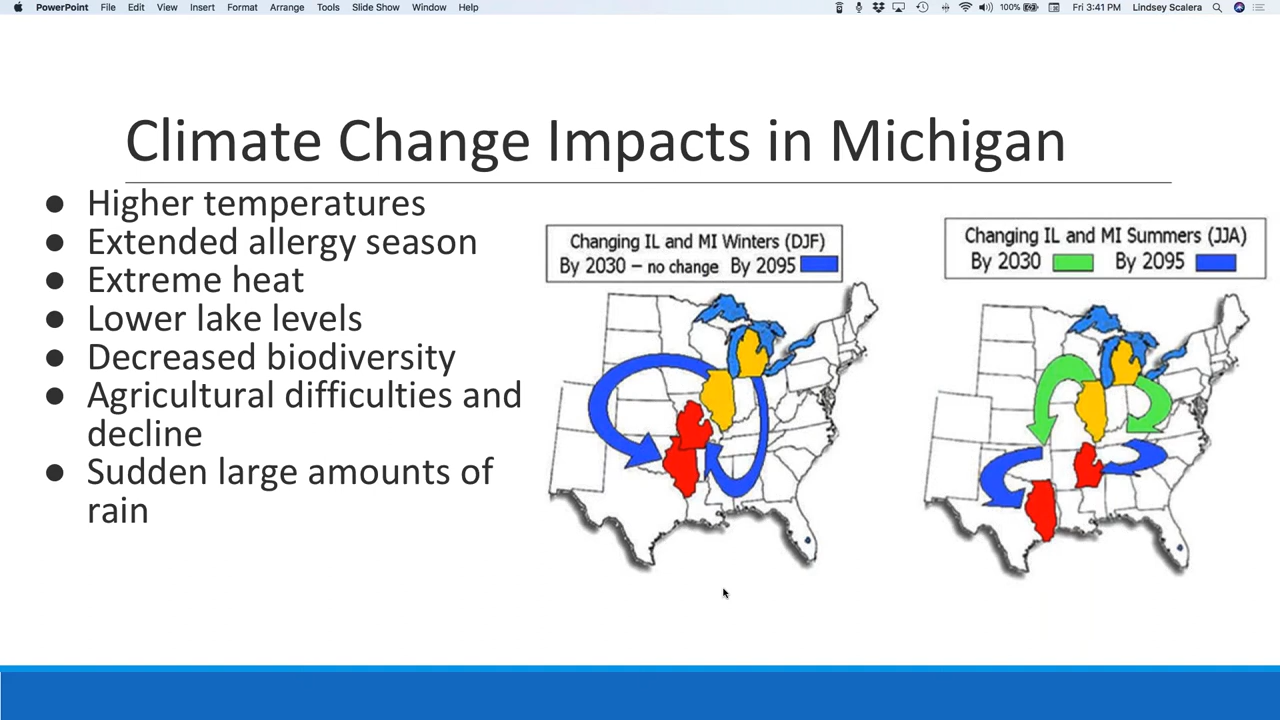 PowerPoint File Edit View Insert Format Arrange Tools Slide Show Window Help 100% Fri 3:41 PM Lindsey Scalera
Climate Change Impacts in Michigan
● Higher temperatures
● Extended allergy season
● Extreme heat
● Lower lake levels
● Decreased biodiversity
● Agricultural difficulties and
decline
● Sudden large amounts of
rain
Changing IL and MI Winters (DJF)
By 2030 – no change By 2095
Changing IL and MI Summers (JJA)
By 2030 By 2095